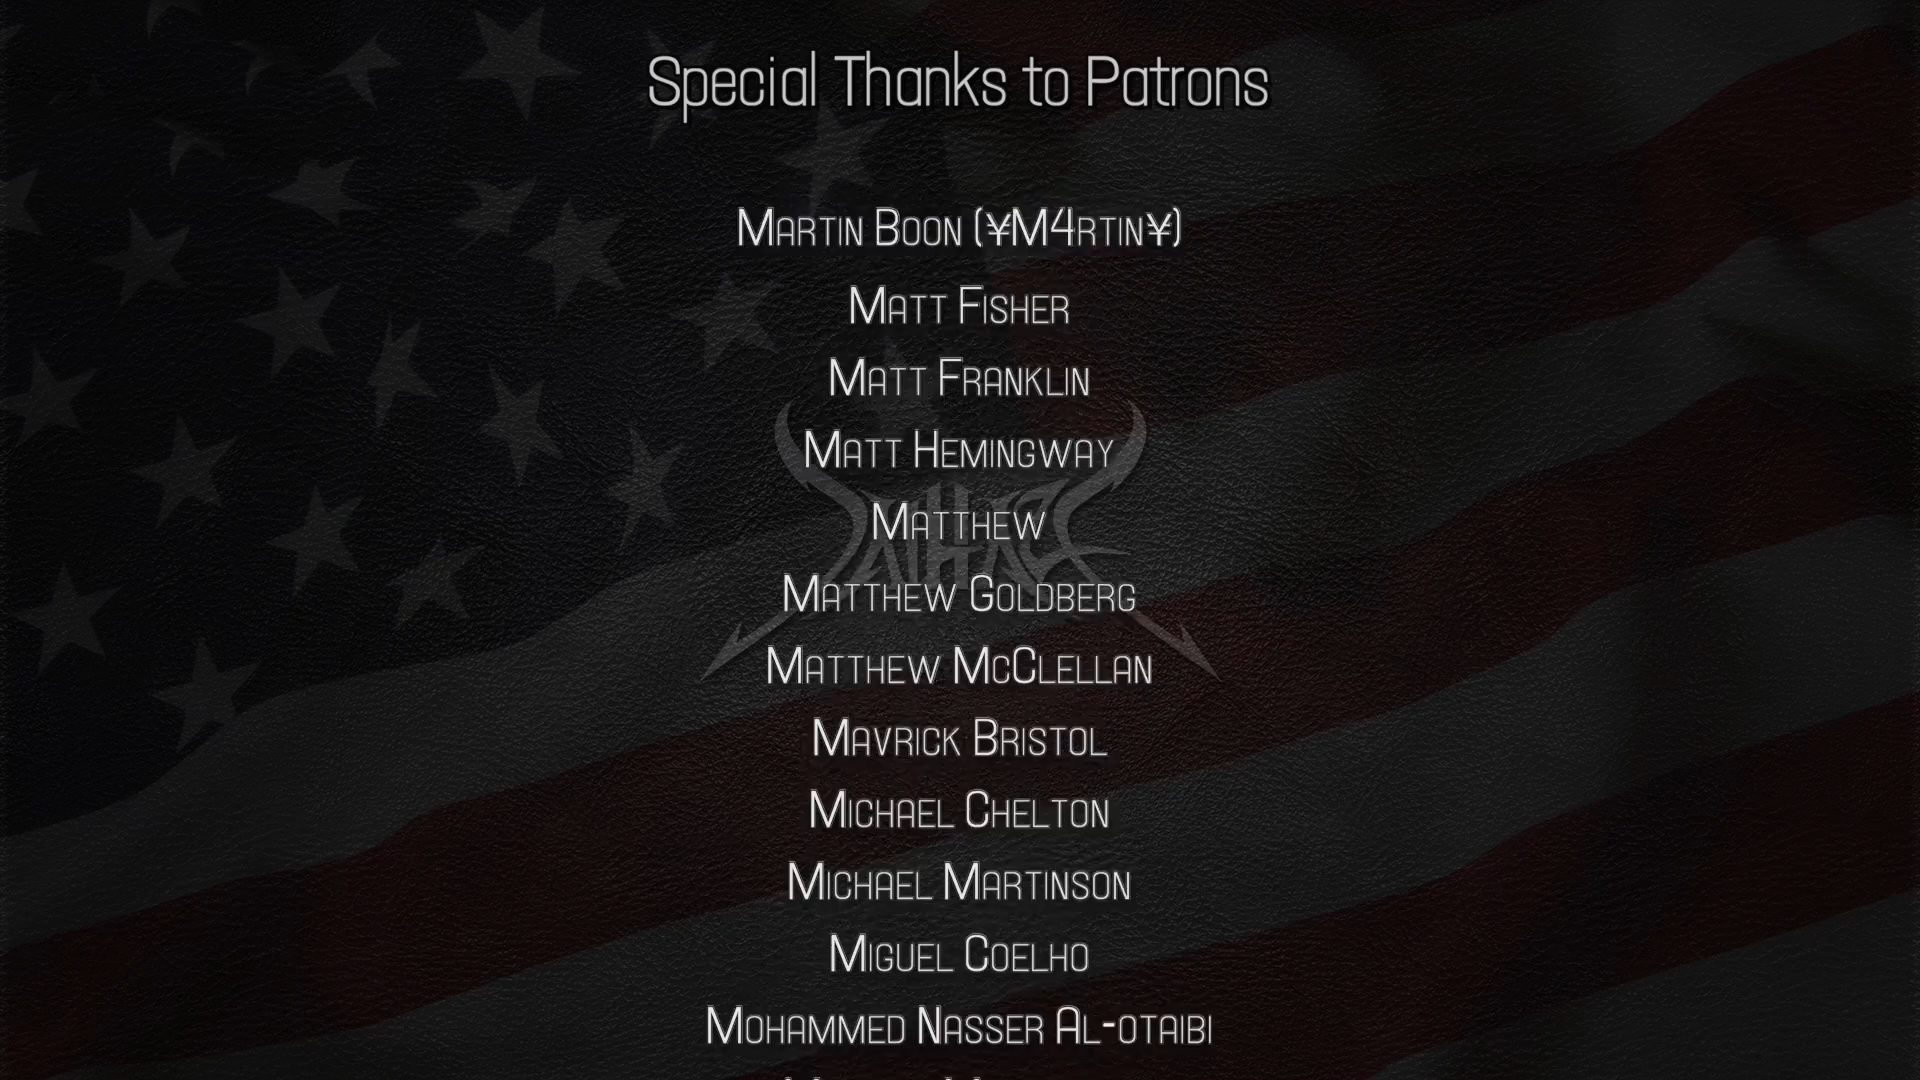 Special Thanks to Patrons
Martin Boon (¥M4rtin¥)
Matt Fisher
Matt Franklin
Matt Hemingway
Matthew
Matthew Goldberg
Matthew McClellan
Mavrick Bristol
Michael Chelton
Michael Martinson
Miguel Coelho
Mohammed Nasser Al-otaibi